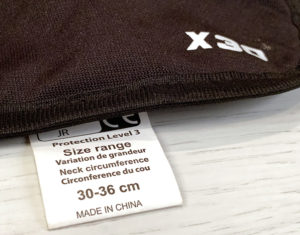 DEX
JR CE
Protection Level 3
Size range
Variation de grandeur
Neck circumference
Circonférence du cou
30-36 cm
MADE IN CHINA